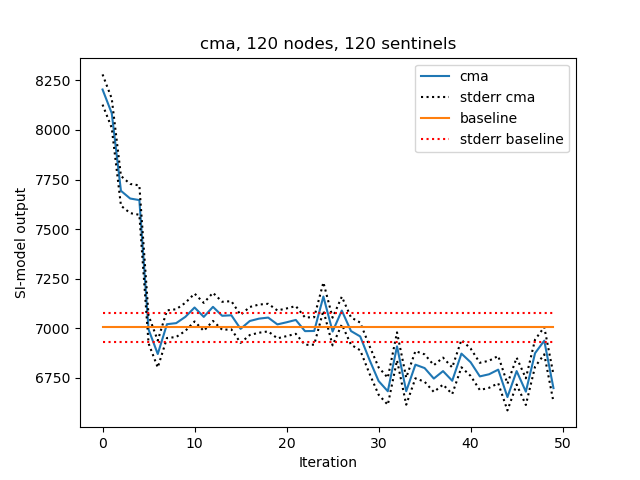 cma, 120 nodes, 120 sentinels
8250
8000
7750
7500
7250
7000
6750
SI-model output
cma
stderr cma
baseline
stderr baseline
0
10
20
30
40
50
Iteration